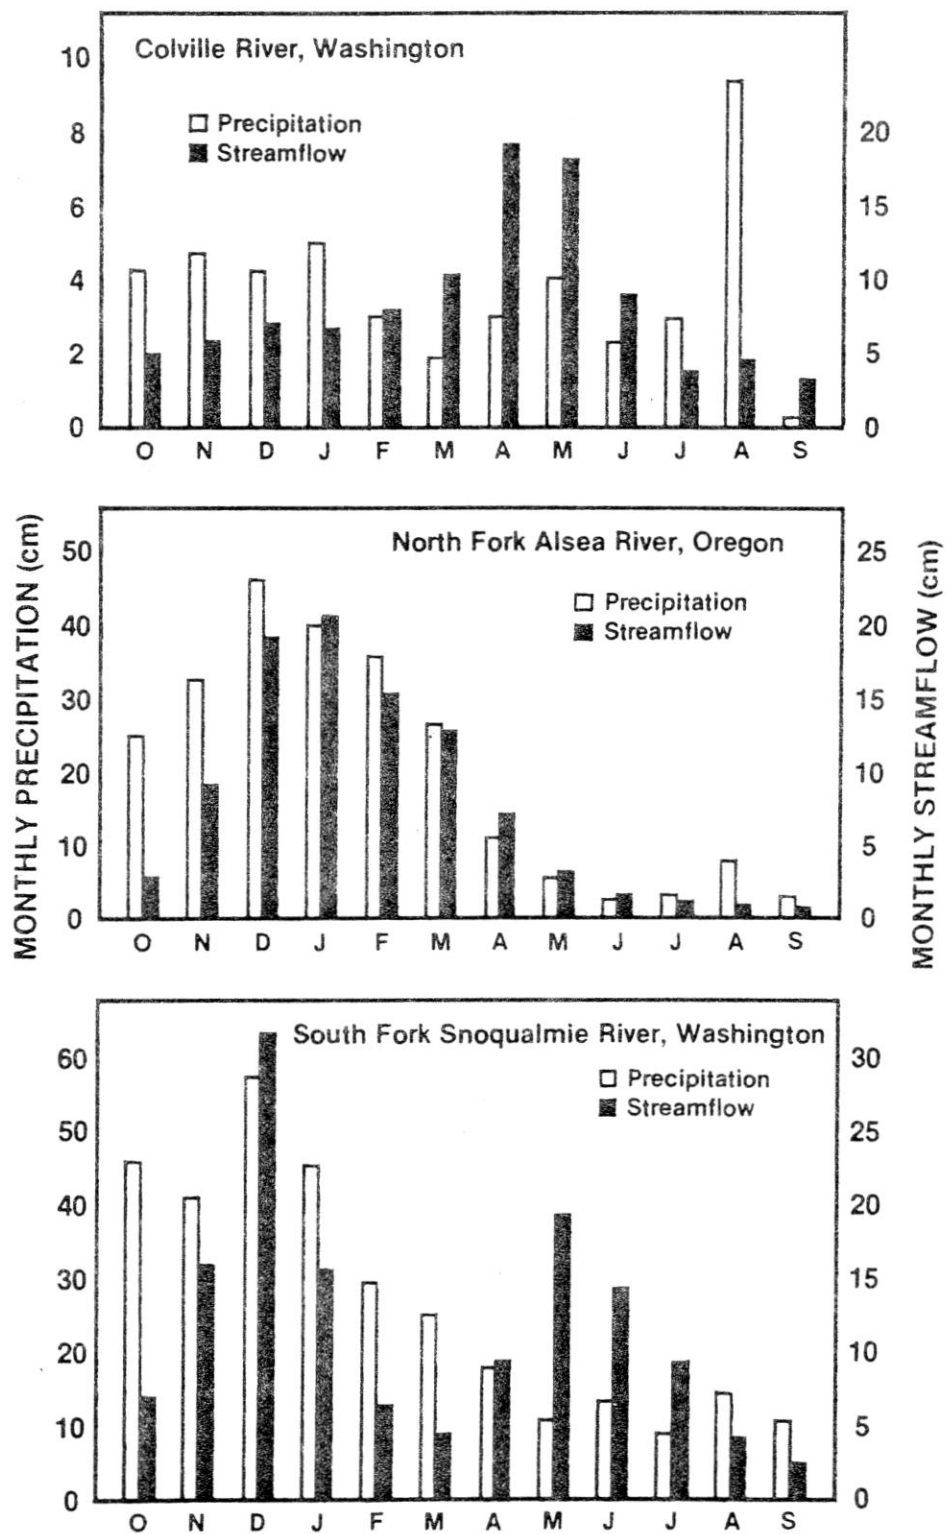 Colville River, Washington
Precipitation
Streamflow
10
8
6
4
2
0
20
15
10
5
0
O N D J F M A M J J A S
MONTHLY PRECIPITATION (cm)
MONTHLY STREAMFLOW (cm)
North Fork Alsea River, Oregon
Precipitation
Streamflow
50
40
30
20
10
0
25
20
15
10
5
0
O N D J F M A M J J A S
South Fork Snoqualmie River, Washington
Precipitation
Streamflow
60
50
40
30
20
10
0
30
25
20
15
10
5
0
O N D J F M A M J J A S